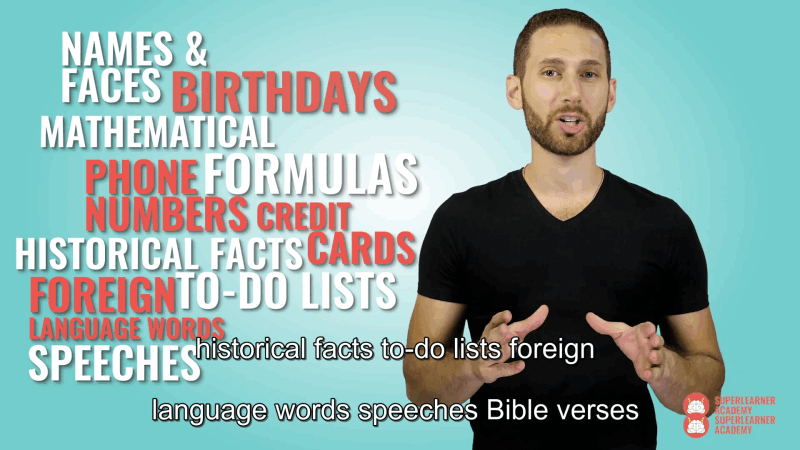 NAMES &
FACES BIRTHDAYS
MATHEMATICAL
PHONE FORMULAS
NUMBERS CREDIT
HISTORICAL FACTS CARDS
FOREIGN TO-DO LISTS
LANGUAGE WORDS
SPEECHES
historical facts to-do lists foreign
language words speeches Bible verses
SUPERLEARNER
ACADEMY
SUPERLEARNER
ACADEMY